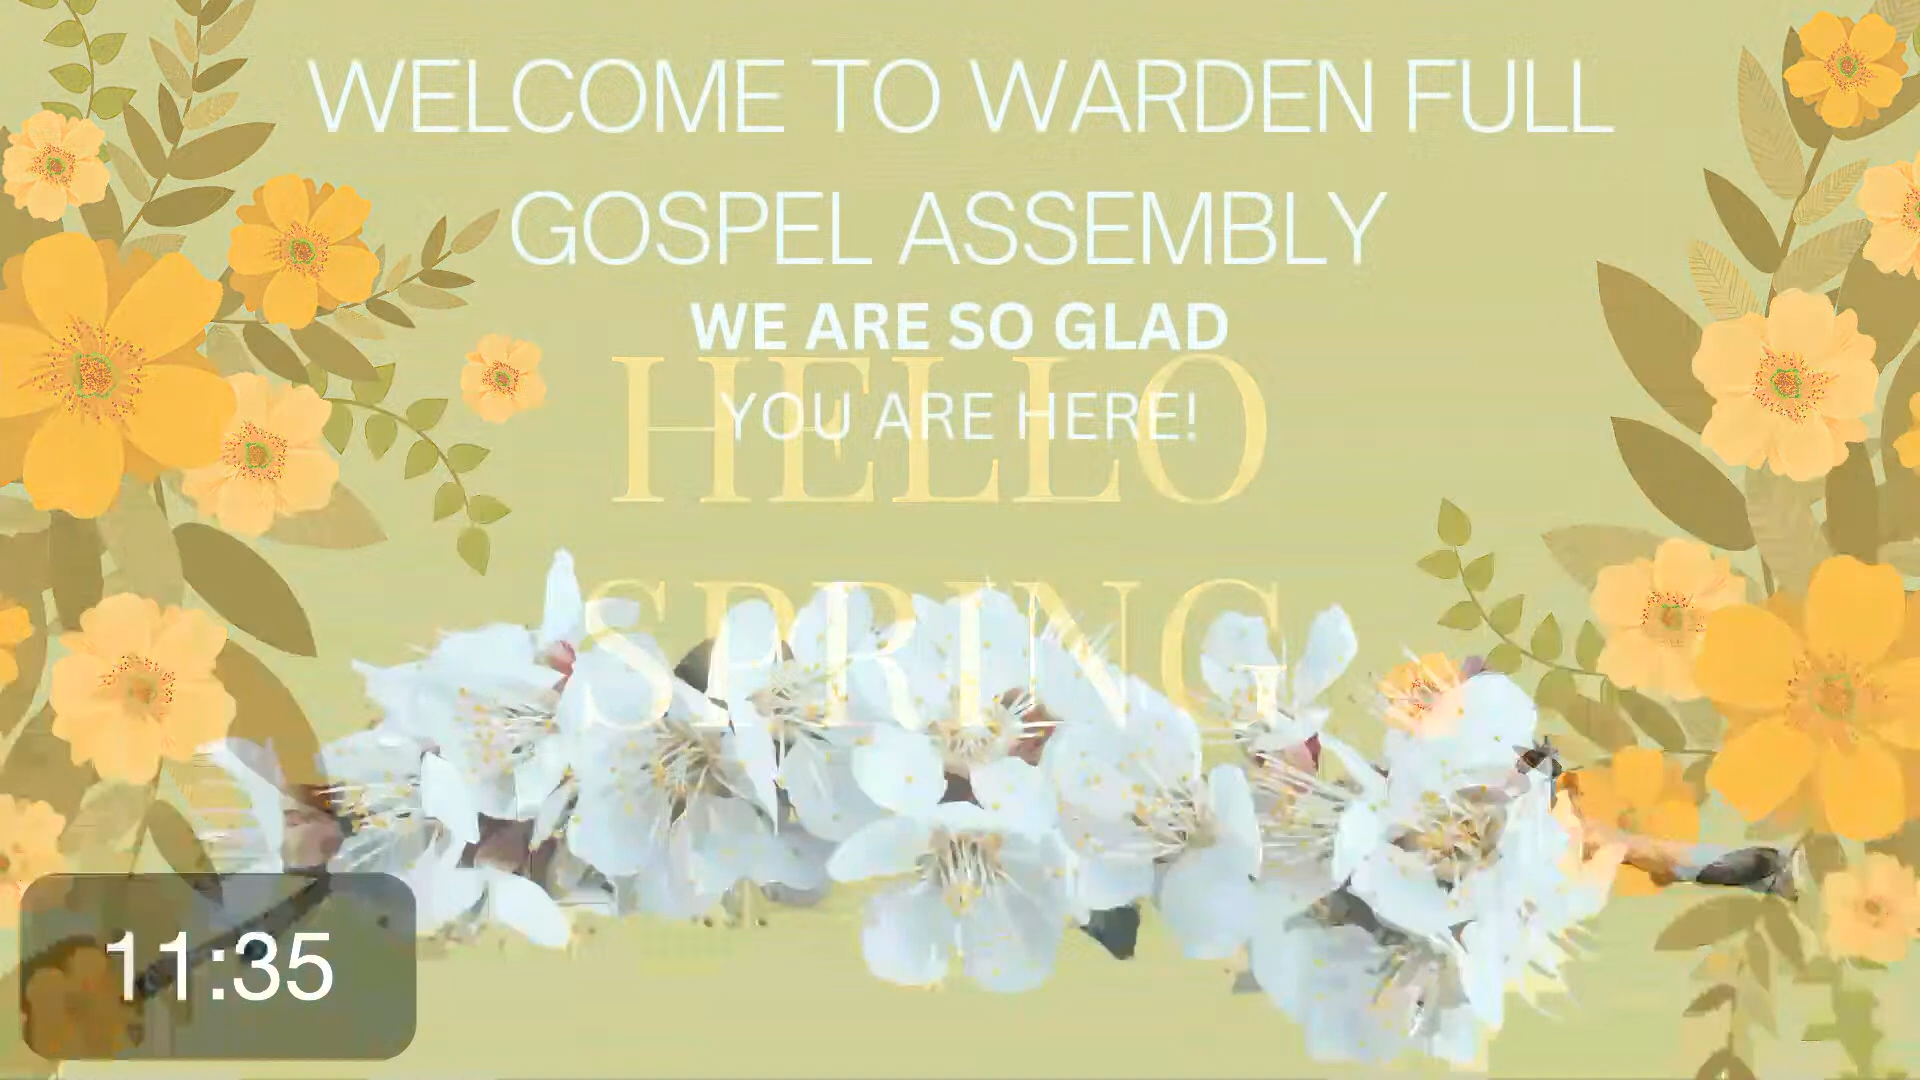 WELCOME TO WARDEN FULL
GOSPEL ASSEMBLY
WE ARE SO GLAD
YOU ARE HERE!
HELLO
SPRING
11:35